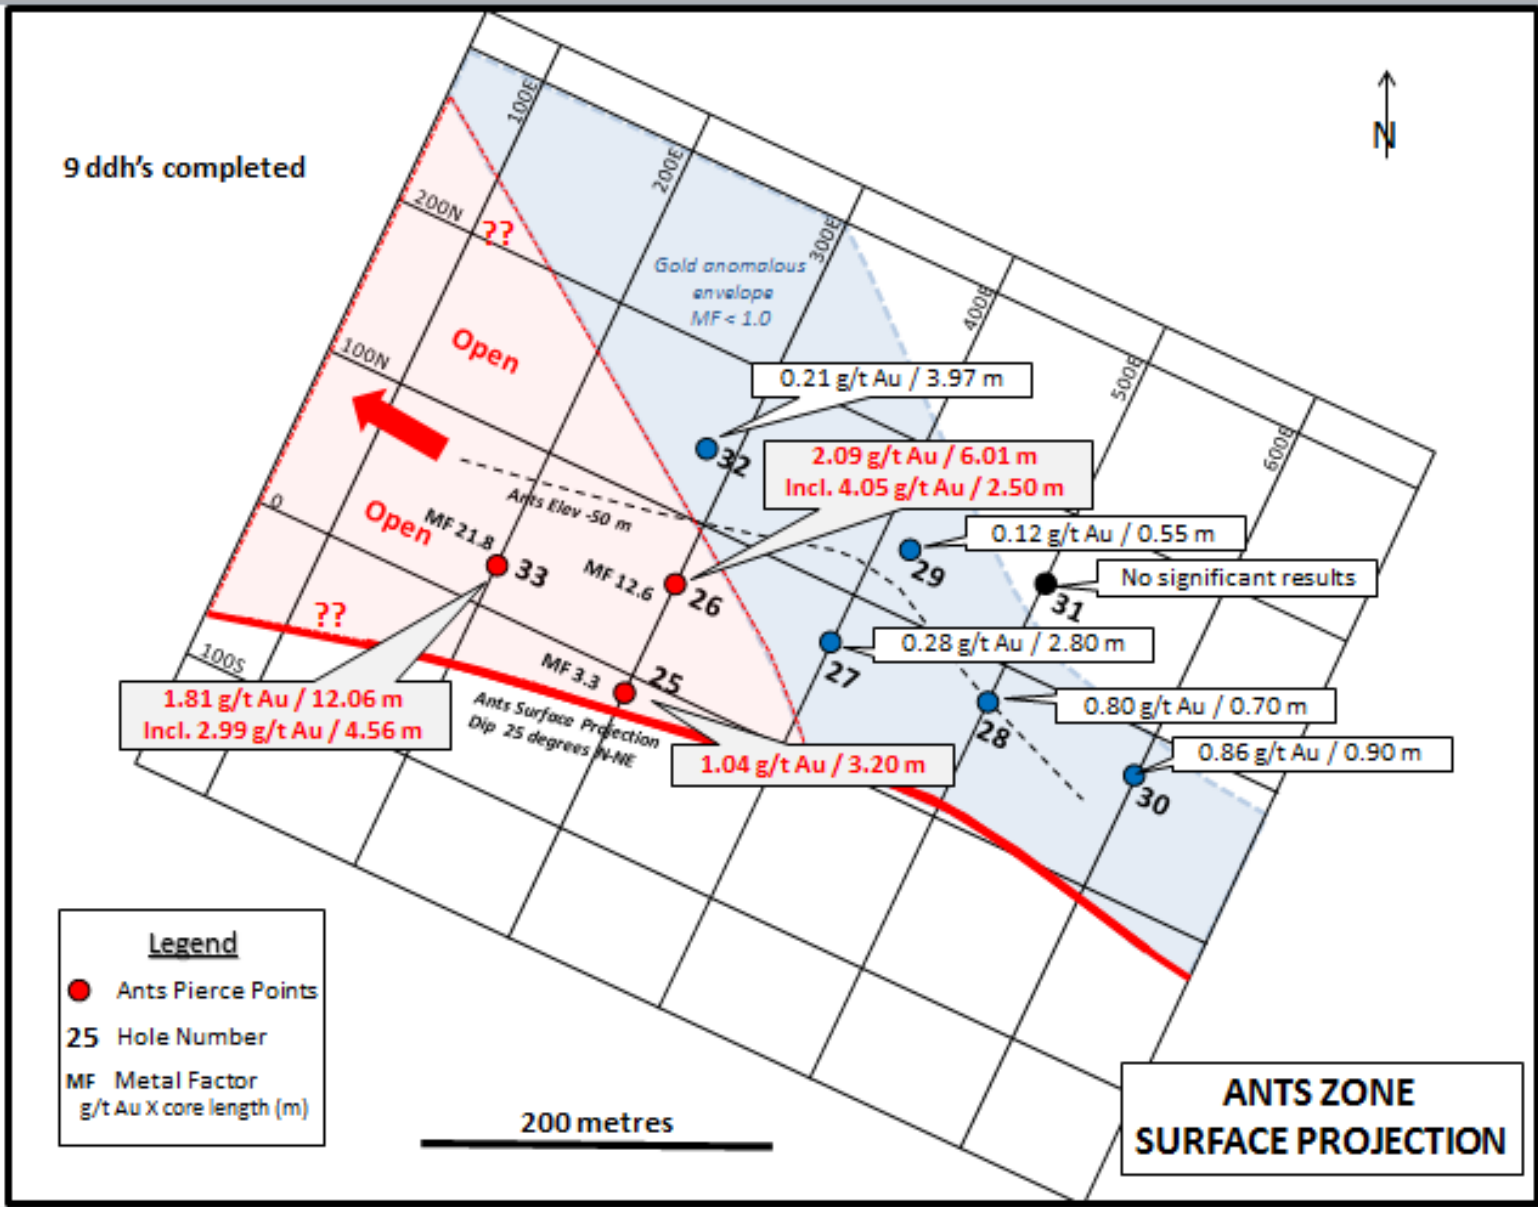 9 ddh's completed
N
100E
200E
300E
400E
500E
600E
200N
100N
0
100S
??
Open
Gold anomalous
envelope
MF < 1.0
0.21 g/t Au / 3.97 m
32
2.09 g/t Au / 6.01 m
Incl. 4.05 g/t Au / 2.50 m
Ants Elev -50 m
Open
MF 21.8
33
MF 12.6
26
0.12 g/t Au / 0.55 m
29
No significant results
31
??
0.28 g/t Au / 2.80 m
27
MF 3.3
25
1.81 g/t Au / 12.06 m
Incl. 2.99 g/t Au / 4.56 m
Ants Surface Projection
Dip 25 degrees N-NE
1.04 g/t Au / 3.20 m
0.80 g/t Au / 0.70 m
28
0.86 g/t Au / 0.90 m
30
Legend
Ants Pierce Points
25 Hole Number
MF Metal Factor
g/t Au X core length (m)
200 metres
ANTS ZONE
SURFACE PROJECTION